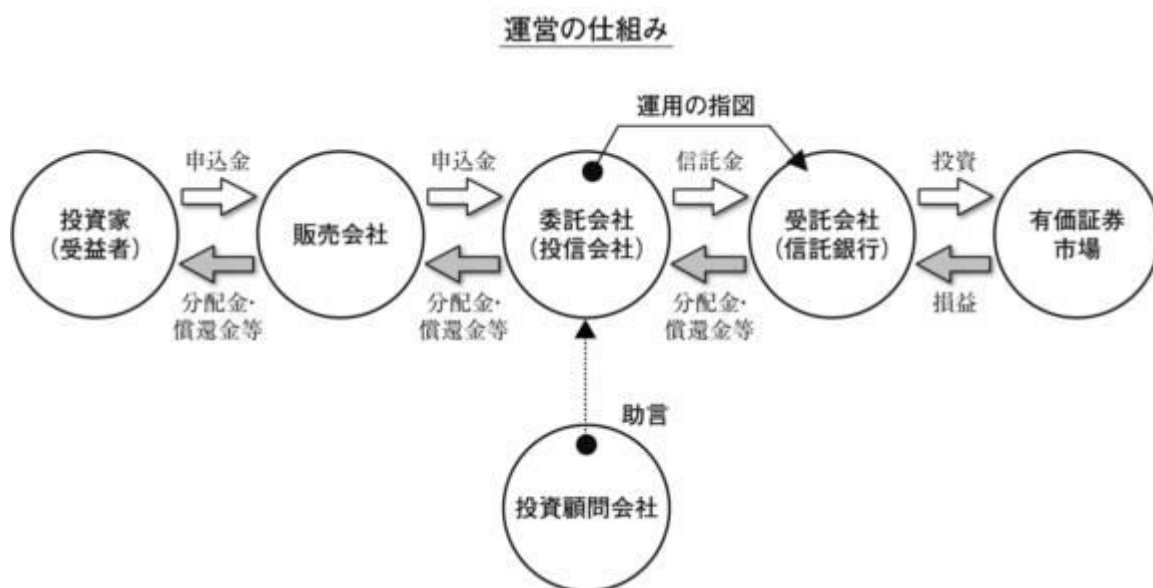 運営の仕組み
運用の指図
申込金
申込金
信託金
投資
投資家
(受益者)
販売会社
委託会社
(投信会社)
受託会社
(信託銀行)
有価証券
市場
分配金・
償還金等
分配金・
償還金等
分配金・
償還金等
損益
助言
投資顧問会社